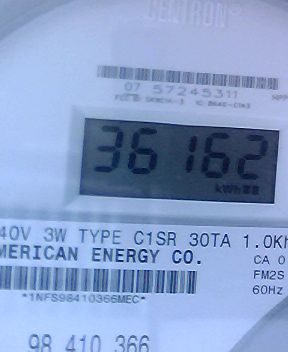 CENTRON®
07 57245311
36162
kWh
40V 3W TYPE C1SR 30TA 1.0Kh
MERICAN ENERGY CO.
CA 0
FM2S
*1NFS98410366MEC*
60Hz
98 410 366